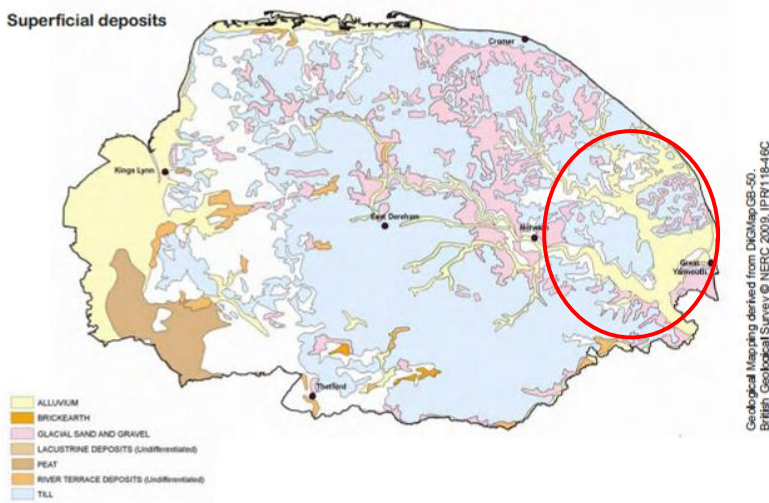 Superficial deposits
Cromer
Kings Lynn
East Dereham
Norwich
Great
Yarmouth
Thetford
ALLUVIUM
BRICKEARTH
GLACIAL SAND AND GRAVEL
LACUSTRINE DEPOSITS (Undifferentiated)
PEAT
RIVER TERRACE DEPOSITS (Undifferentiated)
TILL
Geological Mapping derived from DiGMapGB-50.
British Geological Survey © NERC 2009. IPR/118-46C